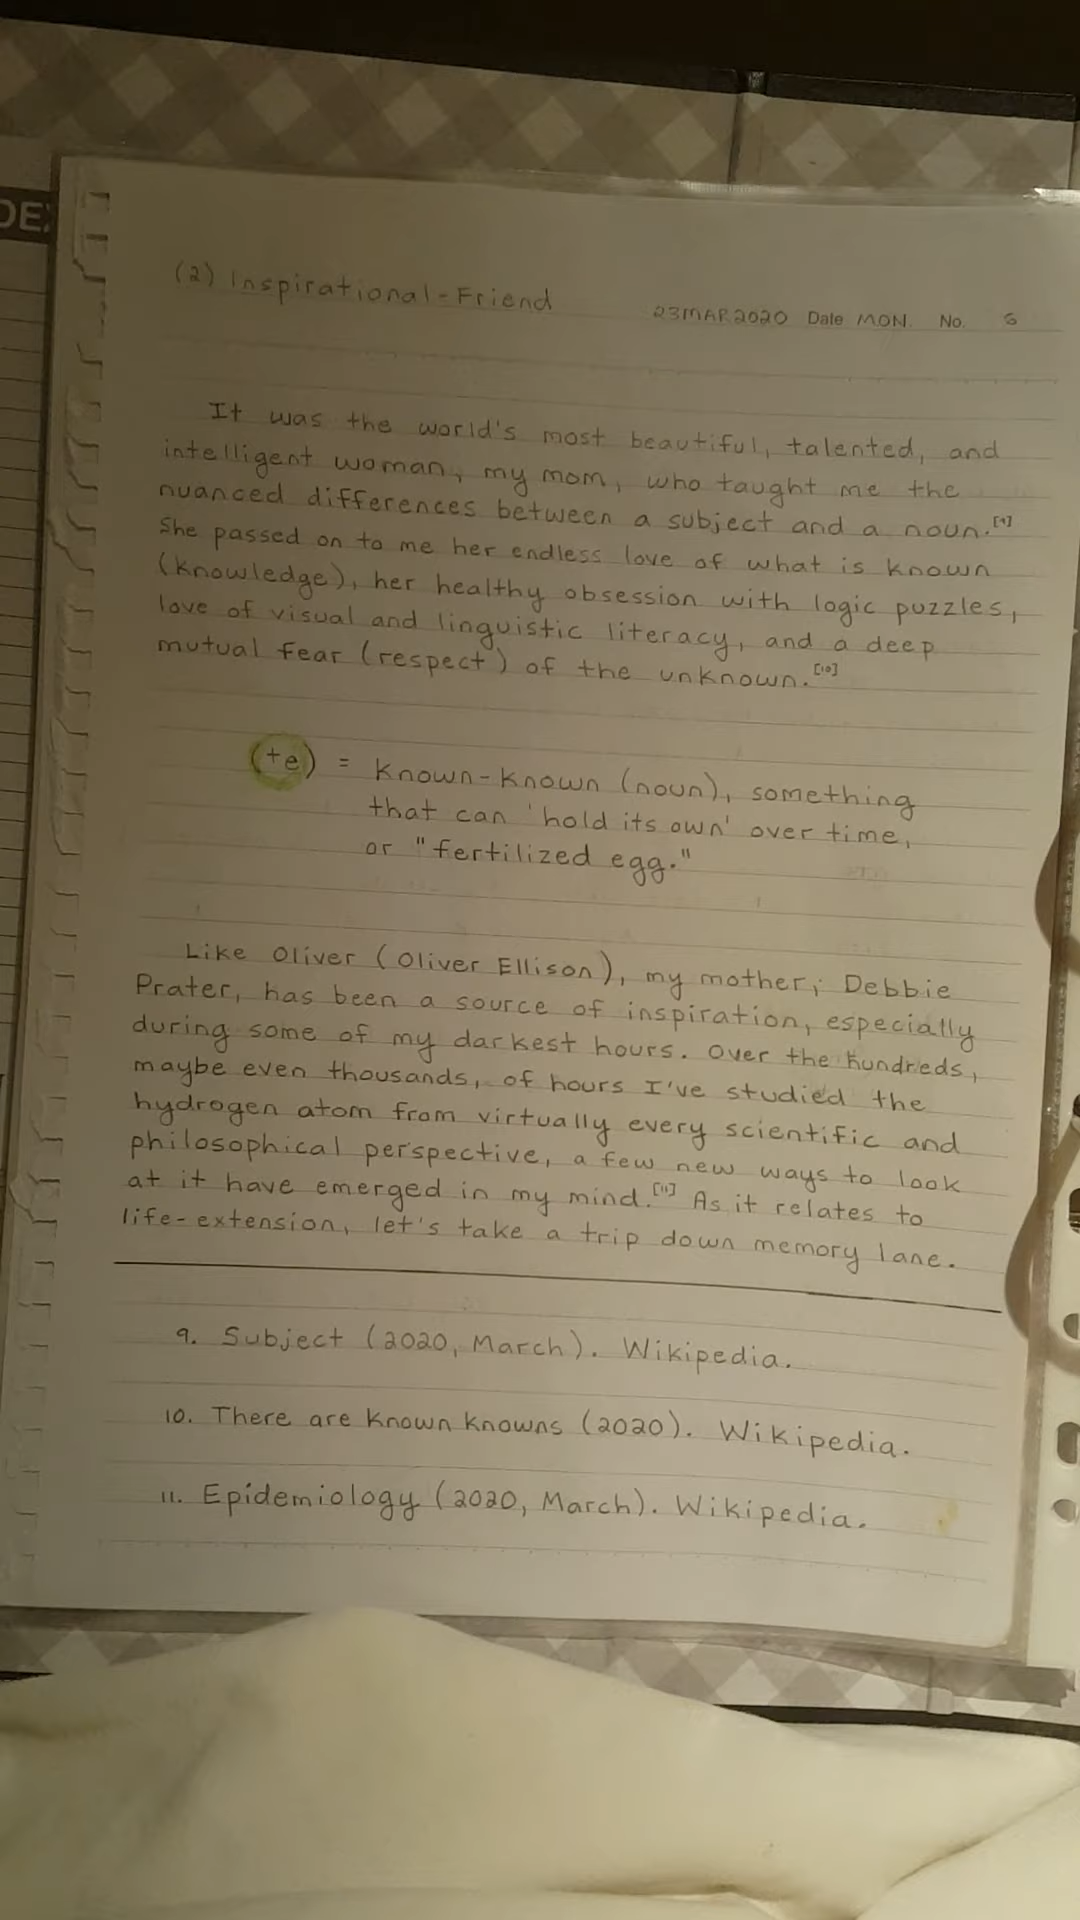 DEX
(2) Inspirational-Friend
23MAR2020 Date MON. No.
It was the world's most beautiful, talented, and
intelligent woman, my mom, who taught me the
nuanced differences between a subject and a noun.[9]
She passed on to me her endless love of what is known
(knowledge), her healthy obsession with logic puzzles,
love of visual and linguistic literacy, and a deep
mutual fear (respect) of the unknown.[10]
(+e) = Known-Known (noun), something
that can 'hold its own' over time,
or "fertilized egg."
Like Oliver (Oliver Ellison), my mother, Debbie
Prater, has been a source of inspiration, especially
during some of my darkest hours. Over the hundreds,
maybe even thousands, of hours I've studied the
hydrogen atom from virtually every scientific and
philosophical perspective, a few new ways to look
at it have emerged in my mind.[11] As it relates to
life-extension, let's take a trip down memory lane.
9. Subject (2020, March). Wikipedia.
10. There are Known Knowns (2020). Wikipedia.
11. Epidemiology (2020, March). Wikipedia.